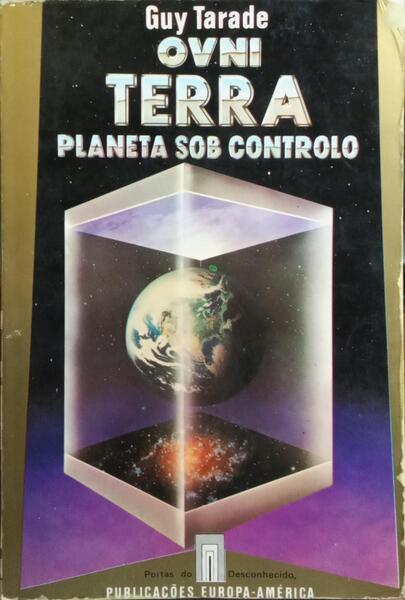 Guy Tarade
OVNI
TERRA
PLANETA SOB CONTROLO
Portas do Desconhecido,
PUBLICAÇÕES EUROPA-AMÉRICA